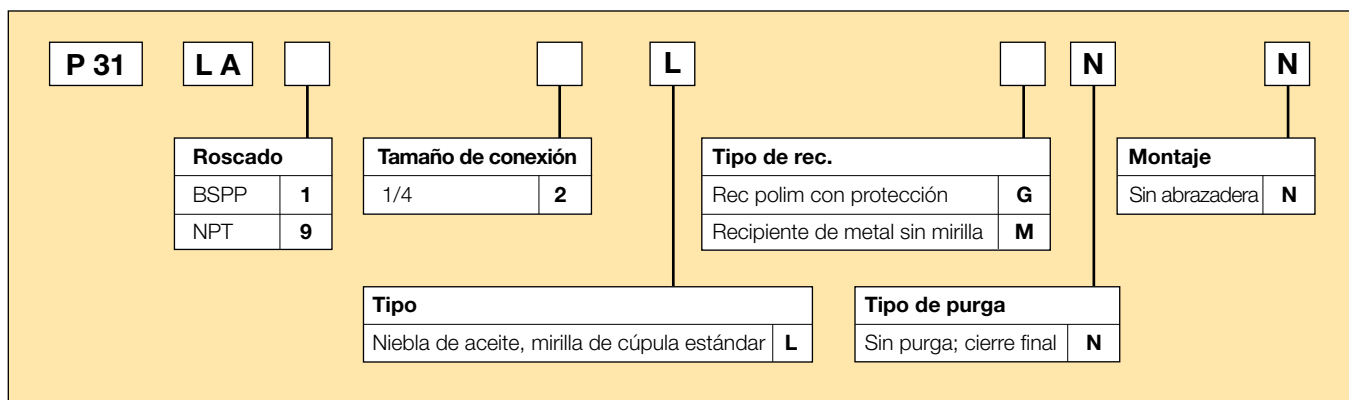 P 31 L A L N N
Roscado
BSPP 1
NPT 9
Tamaño de conexión
1/4 2
Tipo de rec.
Rec polim con protección G
Recipiente de metal sin mirilla M
Montaje
Sin abrazadera N
Tipo
Niebla de aceite, mirilla de cúpula estándar L
Tipo de purga
Sin purga; cierre final N